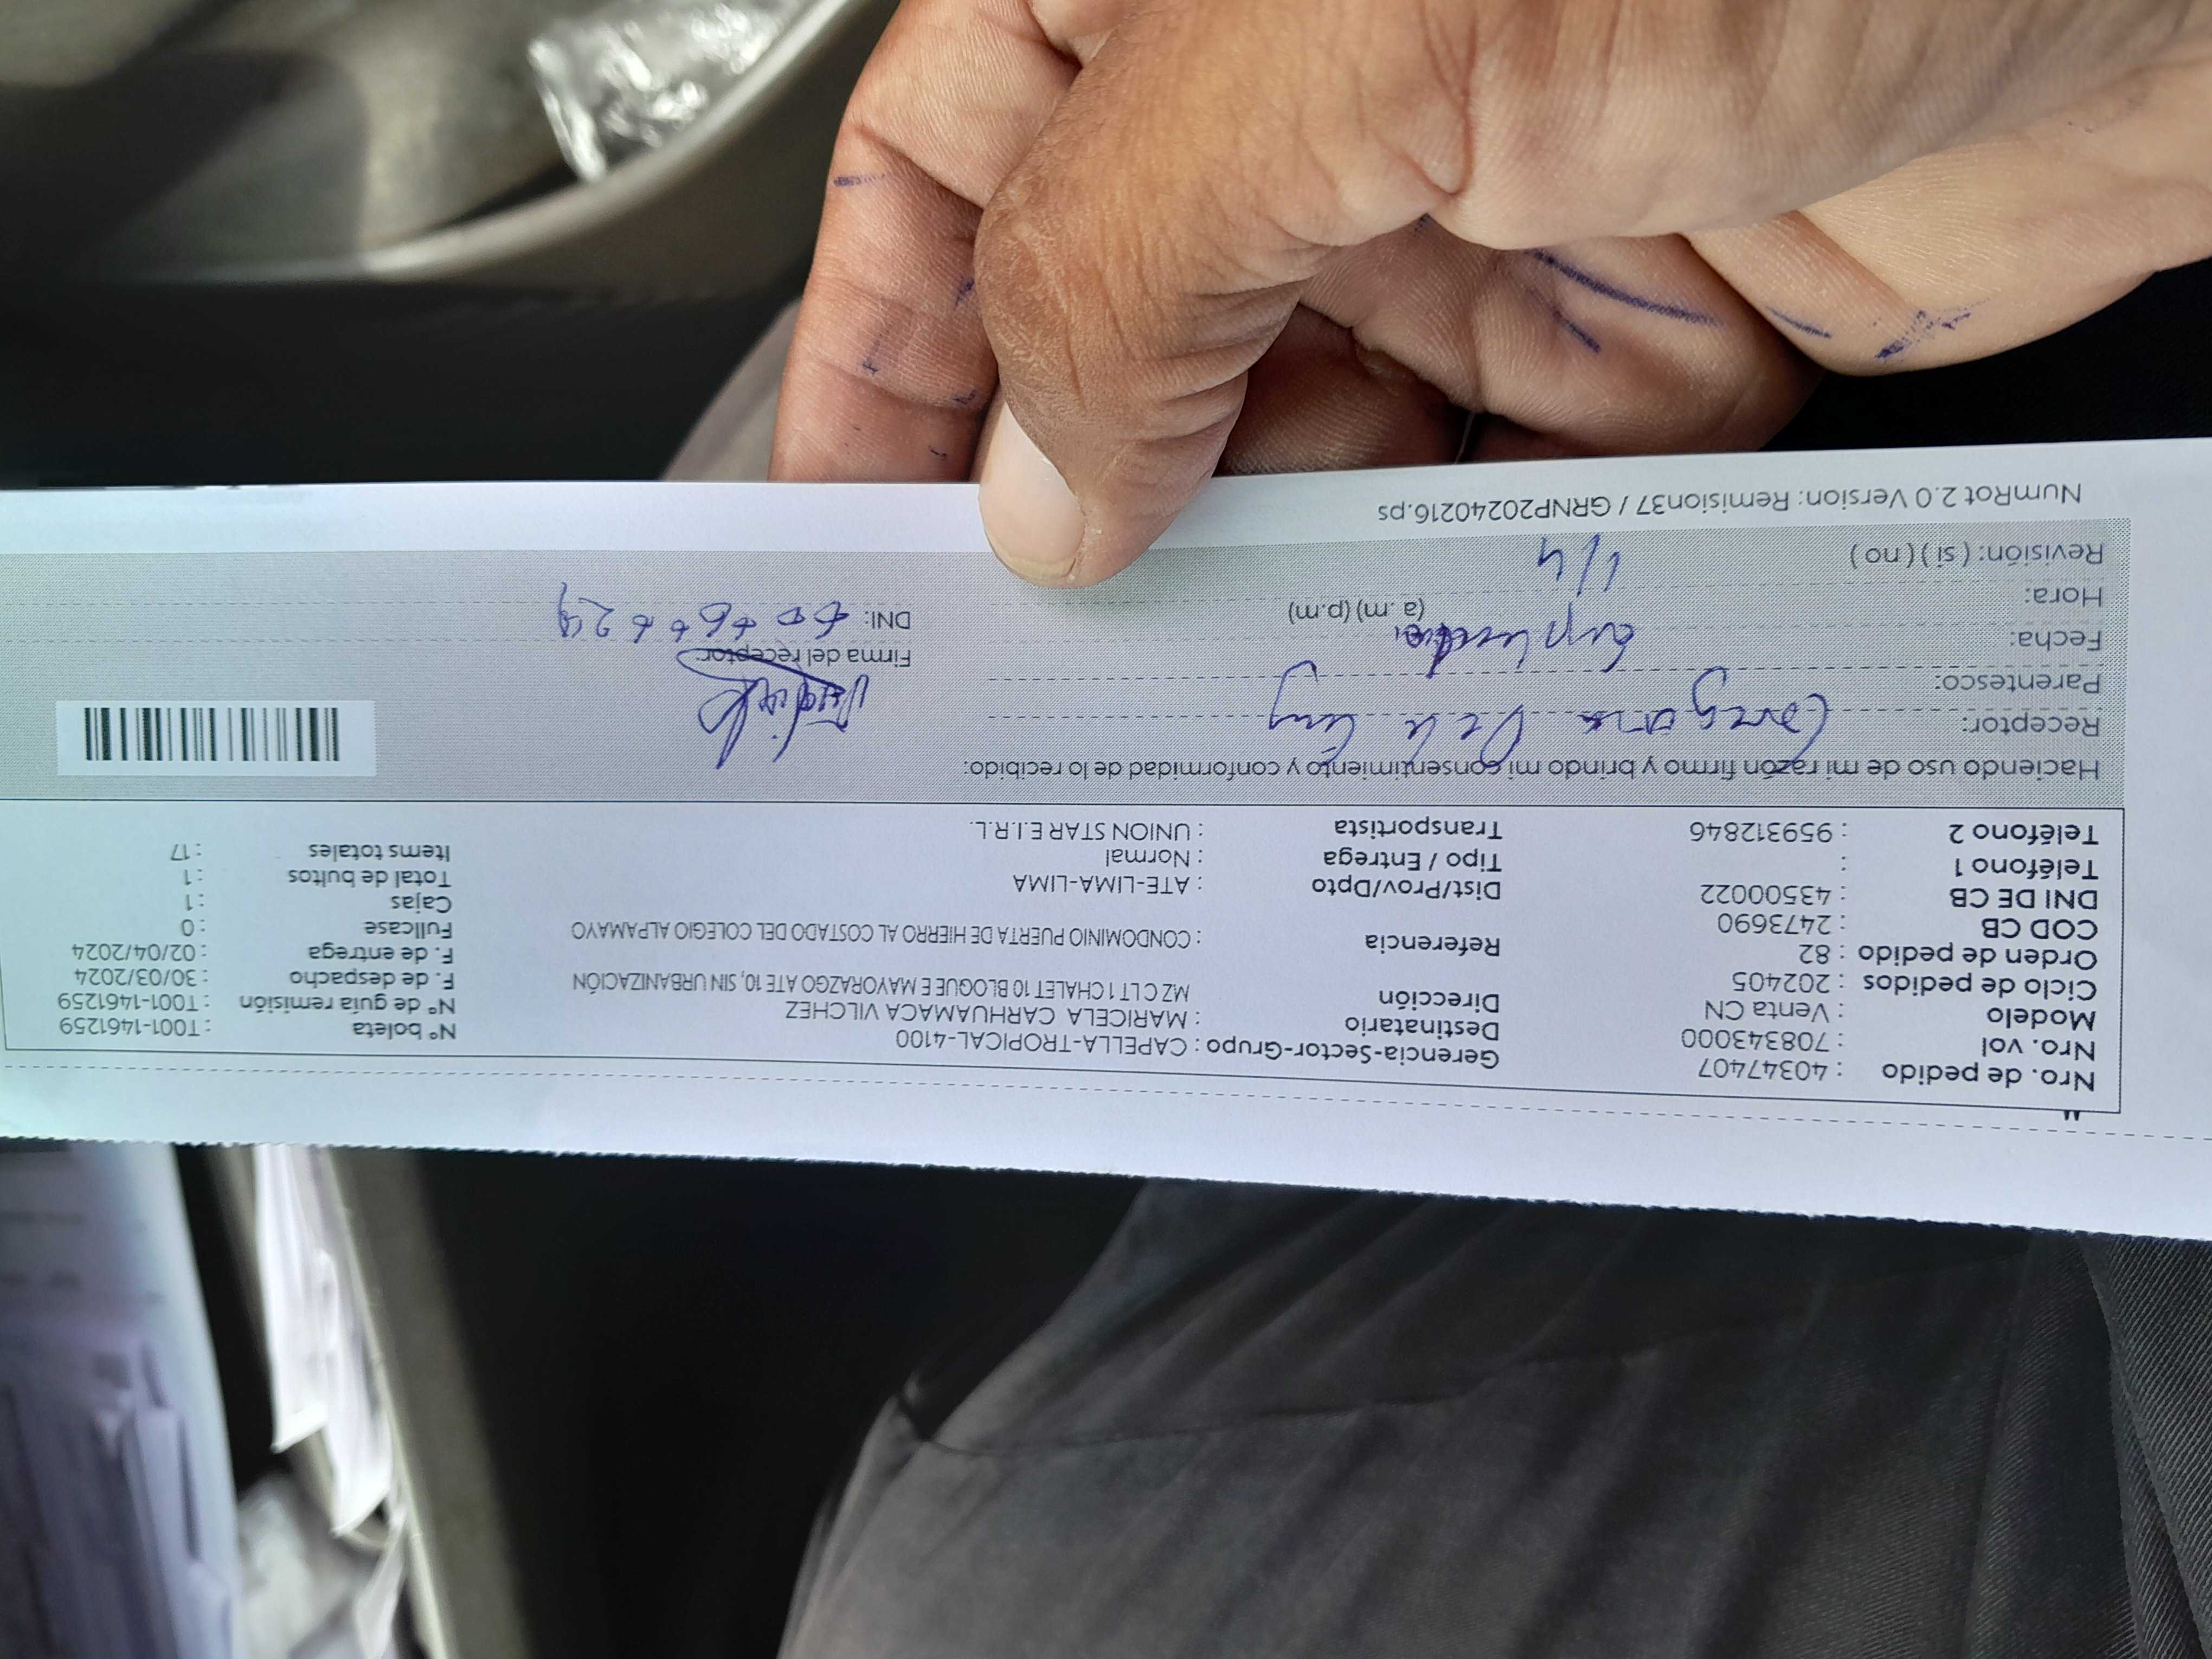 Nro. de pedido : 40347407
Nro. vol : 708343000
Modelo : Venta CN
Ciclo de pedidos : 202405
Orden de pedido : 82
COD CB : 2473690
DNI DE CB : 43500022
Teléfono 1 :
Teléfono 2 : 959312846
Gerencia-Sector-Grupo : CAPELLA-TROPICAL-4100
Destinatario : MARICELA CARHUAMACA VILCHEZ
Dirección MZ C LT 1 CHALET 10 BLOQUE E MAYORAZGO ATE 10, SIN URBANIZACIÓN
Referencia : CONDOMINIO PUERTA DE HIERRO AL COSTADO DEL COLEGIO ALPAMAYO
Dist/Prov/Dpto : ATE-LIMA-LIMA
Tipo / Entrega : Normal
Transportista : UNION STAR E.I.R.L.
N° boleta : T001-1461259
N° de guía remisión : T001-1461259
F. de despacho : 30/03/2024
F. de entrega : 02/04/2024
Fullcase : 0
Cajas : 1
Total de bultos : 1
Items totales : 17
Haciendo uso de mi razón firmo y brindo mi consentimiento y conformidad de lo recibido:
Receptor:
Parentesco:
Fecha:
Hora: (a .m) (p.m)
Revisión: ( si ) ( no ) 1/4
Firma del receptor:
DNI:
NumRot 2.0 Version: Remision37 / GRNP20240216.ps